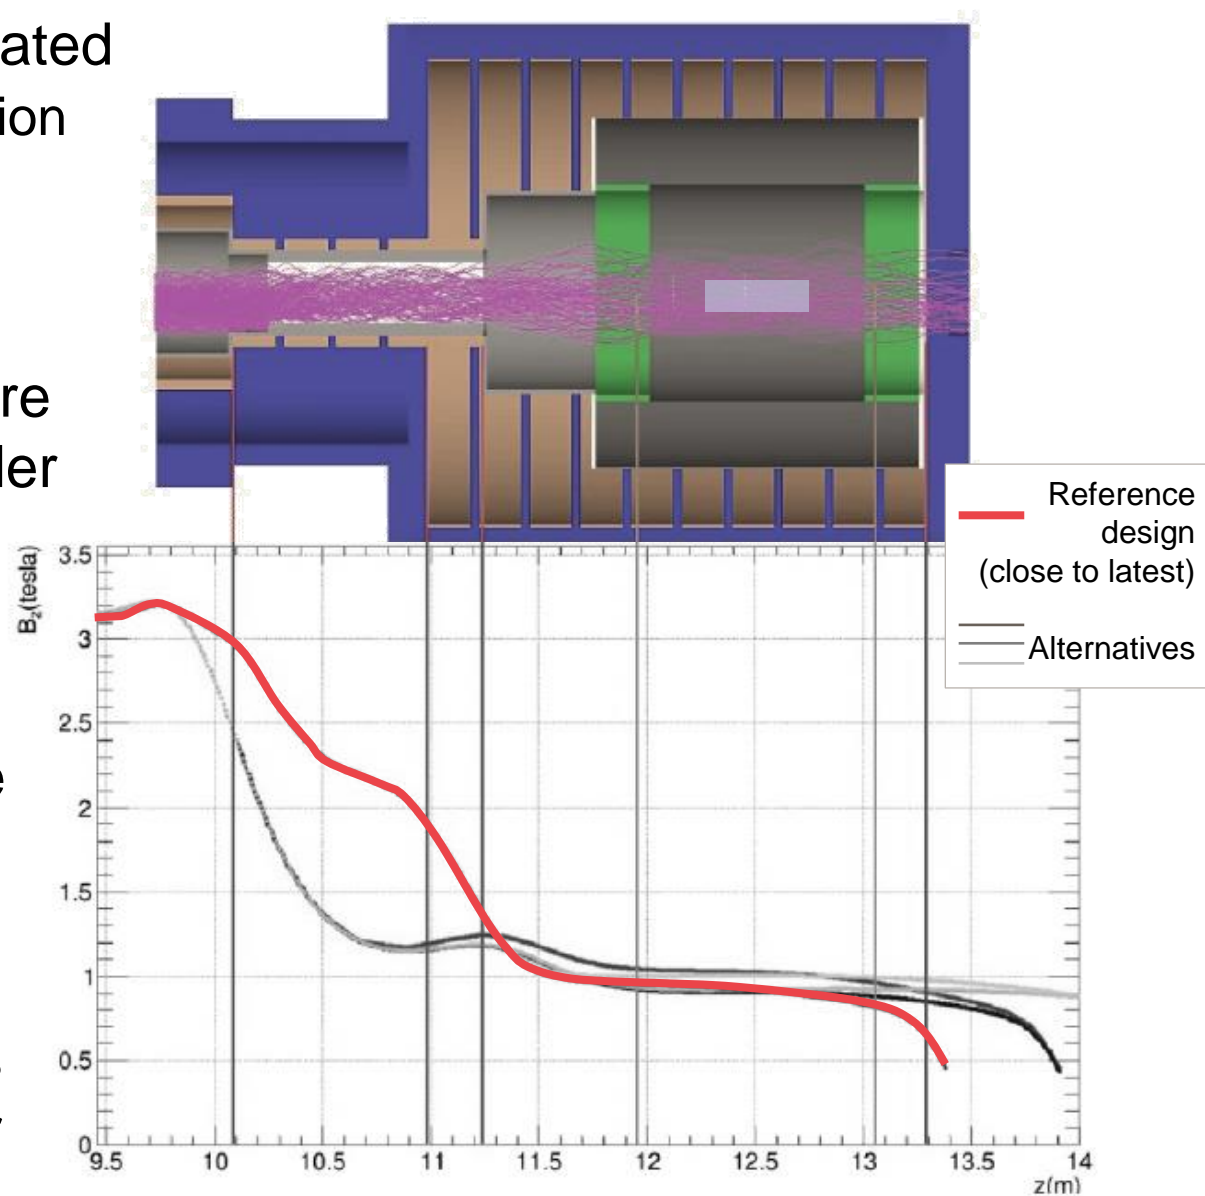 ated
ion
re
ler
e
Reference
design
(close to latest)
Alternatives
B_z(tesla)
3.5
3
2.5
2
1.5
1
0.5
0
9.5 10 10.5 11 11.5 12 12.5 13 13.5 14
z(m)